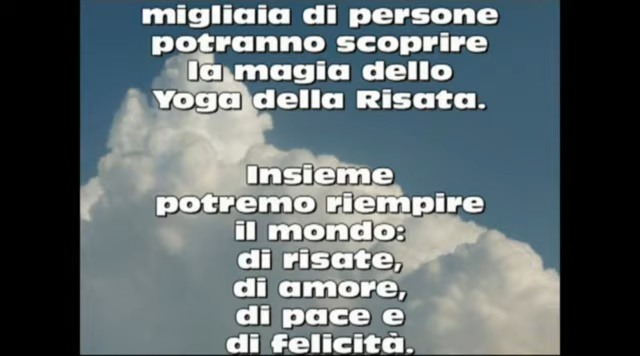 migliaia di persone
potranno scoprire
la magia dello
Yoga della Risata.
Insieme
potremo riempire
il mondo:
di risate,
di amore,
di pace e
di felicità.